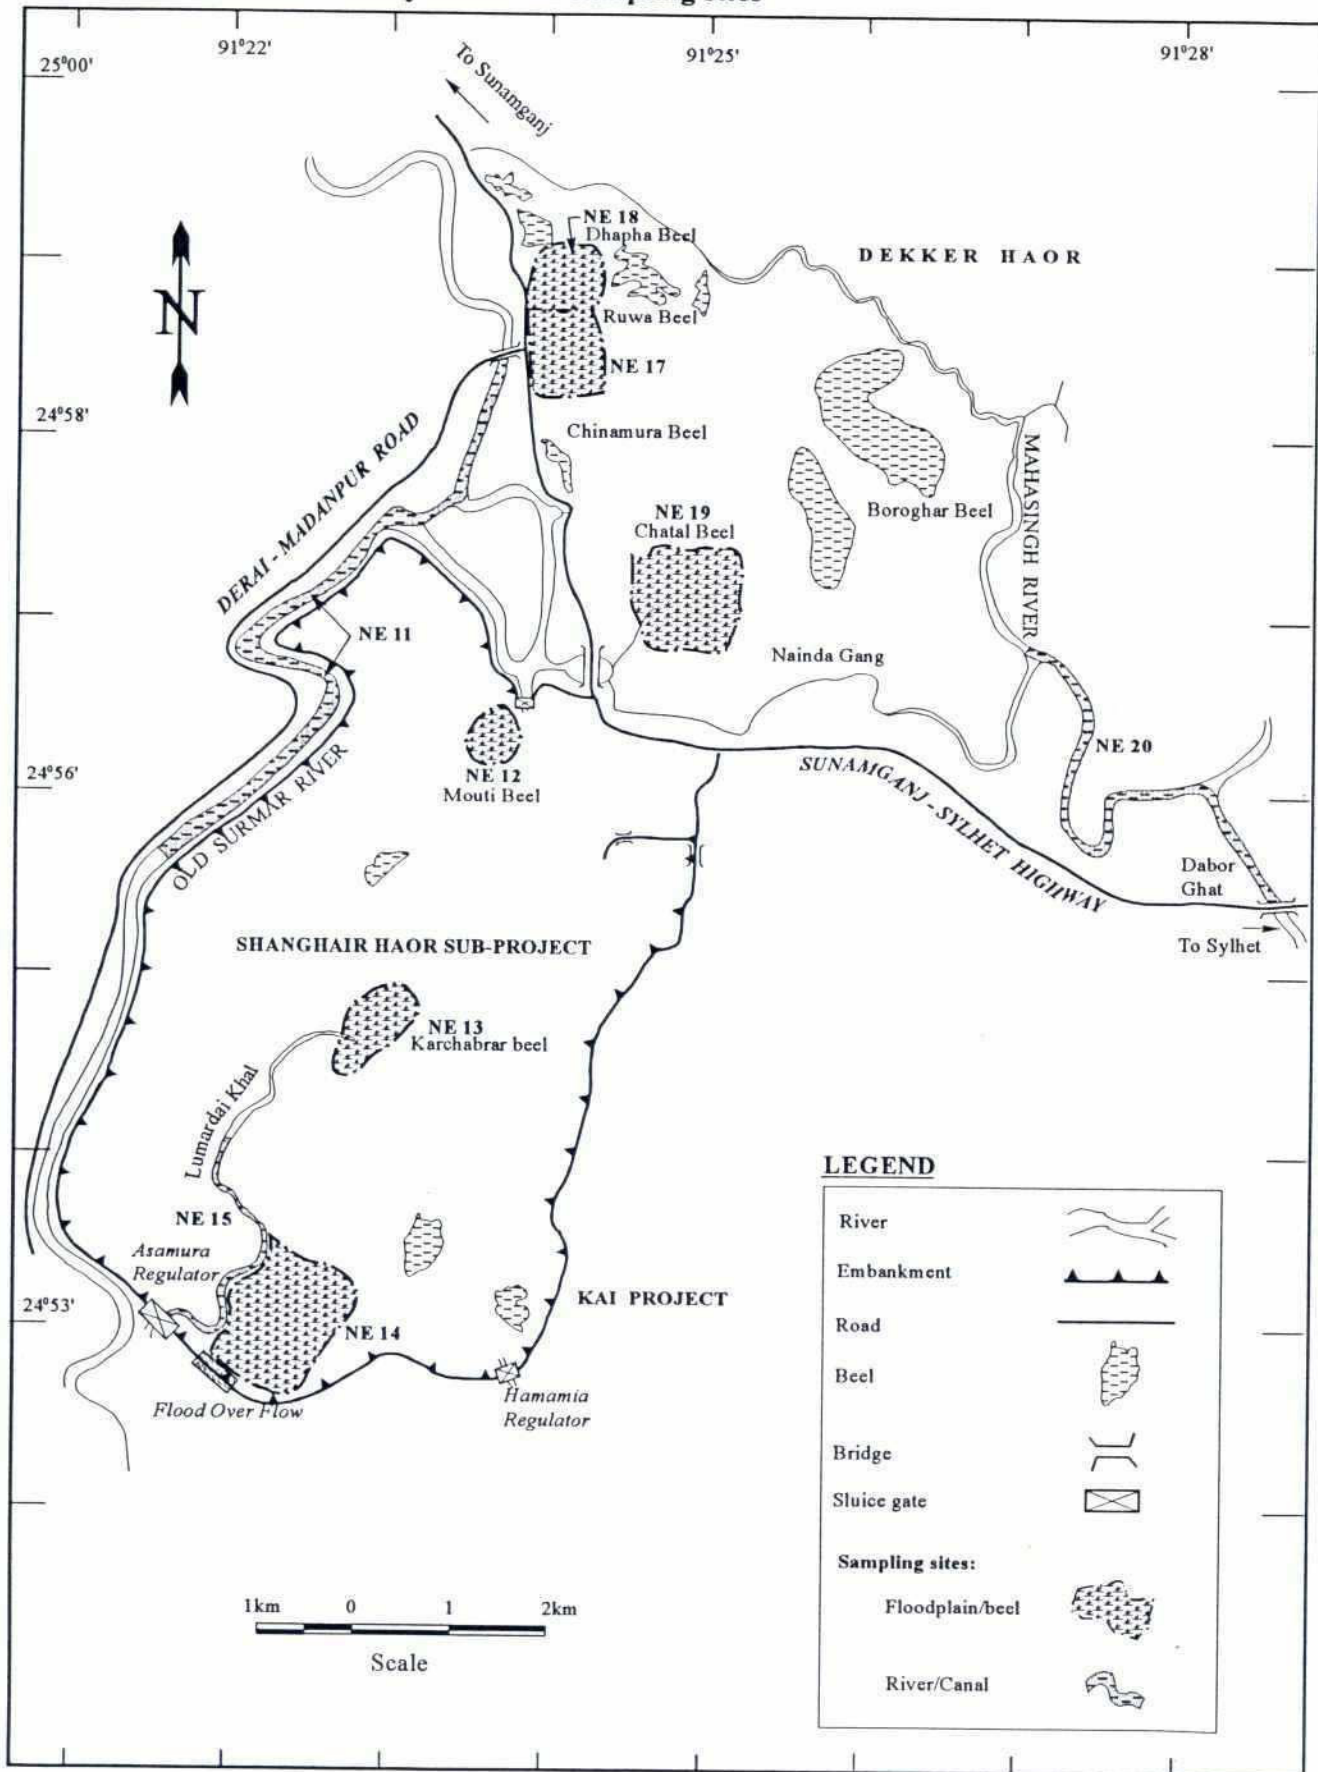 91°22'
91°25'
91°28'
25°00'
To Sunamganj
NE 18
Dhapha Beel
DEKKER HAOR
N
Ruwa Beel
NE 17
24°58'
DERAI - MADANPUR ROAD
Chinamura Beel
MAHASINGH RIVER
NE 19
Chatal Beel
Boroghar Beel
NE 11
Nainda Gang
NE 20
24°56'
NE 12
Mouti Beel
SUNAMGANJ - SYLHET HIGHWAY
OLD SURMAR RIVER
Dabor
Ghat
To Sylhet
SHANGHAIR HAOR SUB-PROJECT
NE 13
Karchabrar beel
Lumardai Khal
NE 15
Asamura
Regulator
24°53'
KAI PROJECT
NE 14
Flood Over Flow
Hamamia
Regulator
LEGEND
River
Embankment
Road
Beel
Bridge
Sluice gate
Sampling sites:
Floodplain/beel
River/Canal
1km 0 1 2km
Scale